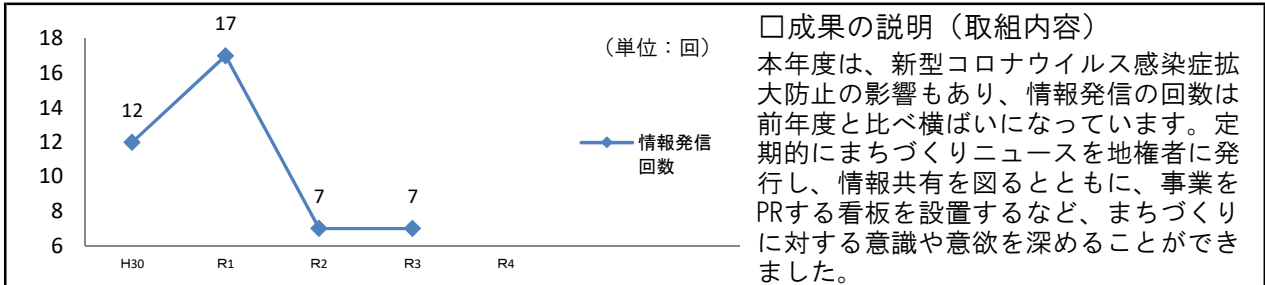 18
16
14
12
10
8
6
12
17
7
7
H30
R1
R2
R3
R4
（単位：回）
情報発信
回数
□成果の説明（取組内容）
本年度は、新型コロナウイルス感染症拡
大防止の影響もあり、情報発信の回数は
前年度と比べ横ばいになっています。定
期的にまちづくりニュースを地権者に発
行し、情報共有を図るとともに、事業を
PRする看板を設置するなど、まちづくり
に対する意識や意欲を深めることができ
ました。